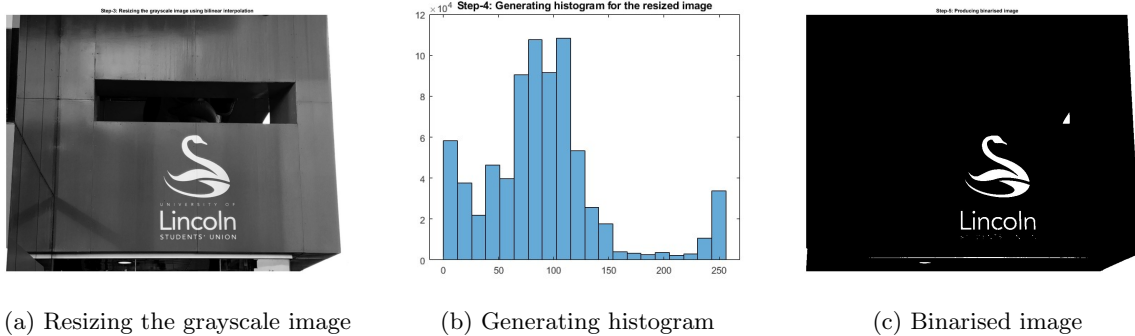 Step-3: Resizing the grayscale image using bilinear interpolation
UNIVERSITY OF
Lincoln
STUDENTS' UNION
(a) Resizing the grayscale image
×10⁴
Step-4: Generating histogram for the resized image
12
10
8
6
4
2
0
0 50 100 150 200 250
(b) Generating histogram
Step-5: Producing binarised image
Lincoln
(c) Binarised image